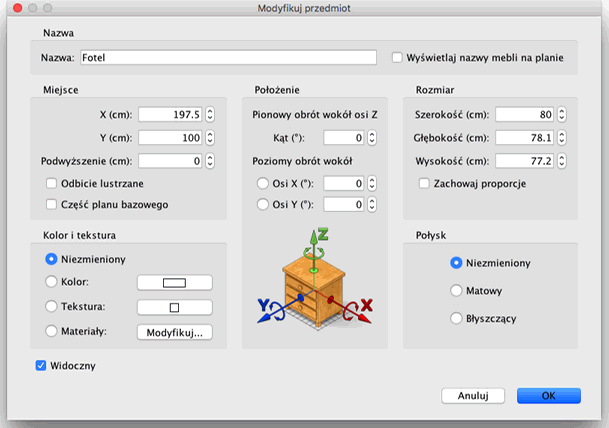 Modyfikuj przedmiot
Nazwa
Nazwa: Fotel
Wyświetlaj nazwy mebli na planie
Miejsce
X (cm): 197.5
Y (cm): 100
Podwyższenie (cm): 0
Odbicie lustrzane
Część planu bazowego
Położenie
Pionowy obrót wokół osi Z
Kąt (°): 0
Poziomy obrót wokół
Osi X (°): 0
Osi Y (°): 0
Rozmiar
Szerokość (cm): 80
Głębokość (cm): 78.1
Wysokość (cm): 77.2
Zachowaj proporcje
Kolor i tekstura
Niezmieniony
Kolor:
Tekstura:
Materiały: Modyfikuj...
Z
Y
X
Połysk
Niezmieniony
Matowy
Błyszczący
Widoczny
Anuluj
OK